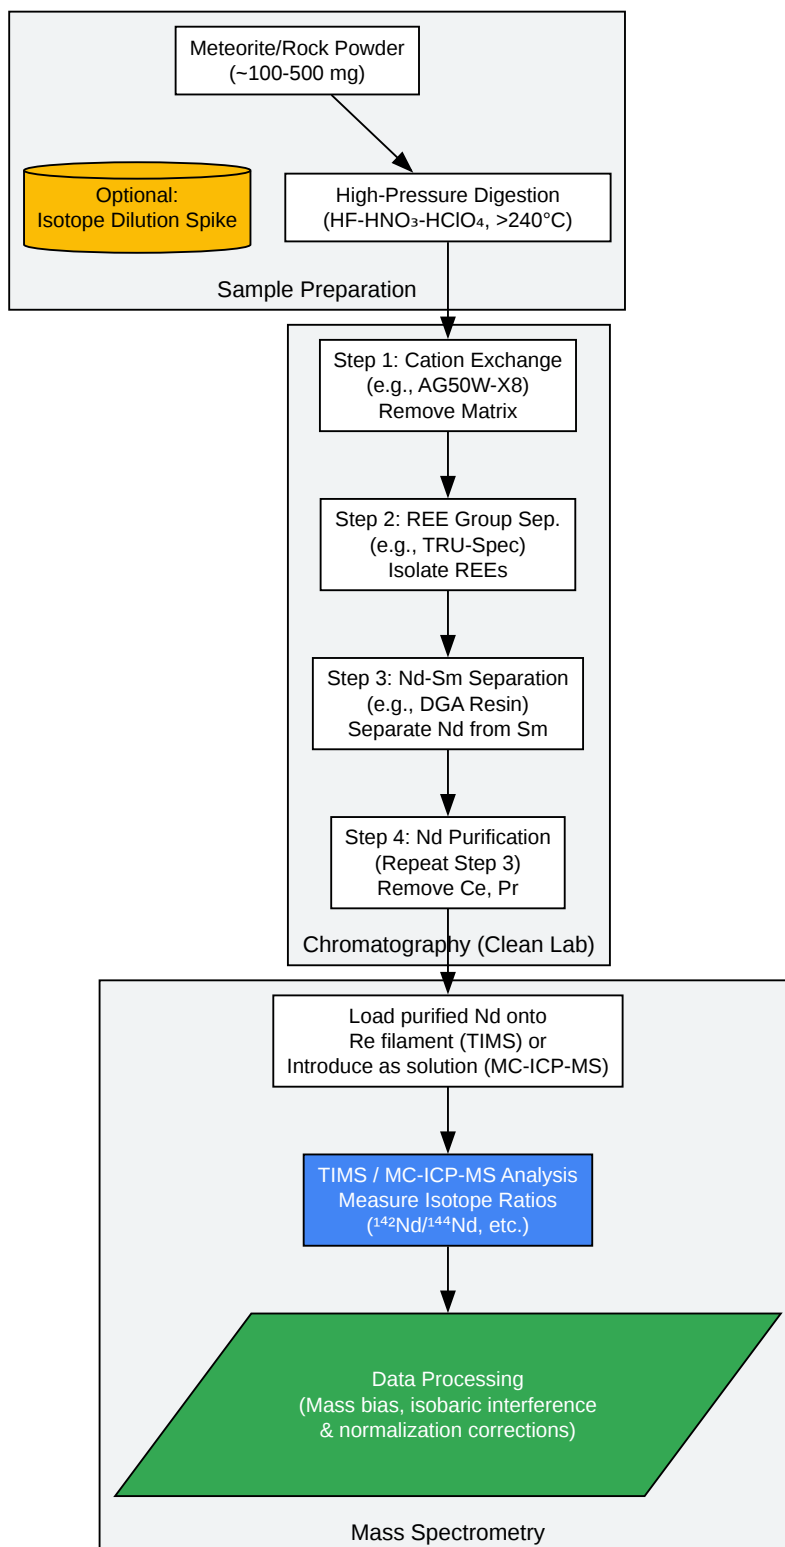 Meteorite/Rock Powder
(~100-500 mg)
Optional:
Isotope Dilution Spike
High-Pressure Digestion
(HF-HNO₃-HClO₄, >240°C)
Sample Preparation
Step 1: Cation Exchange
(e.g., AG50W-X8)
Remove Matrix
Step 2: REE Group Sep.
(e.g., TRU-Spec)
Isolate REEs
Step 3: Nd-Sm Separation
(e.g., DGA Resin)
Separate Nd from Sm
Step 4: Nd Purification
(Repeat Step 3)
Remove Ce, Pr
Chromatography (Clean Lab)
Load purified Nd onto
Re filament (TIMS) or
Introduce as solution (MC-ICP-MS)
TIMS / MC-ICP-MS Analysis
Measure Isotope Ratios
(¹⁴²Nd/¹⁴⁴Nd, etc.)
Data Processing
(Mass bias, isobaric interference
& normalization corrections)
Mass Spectrometry